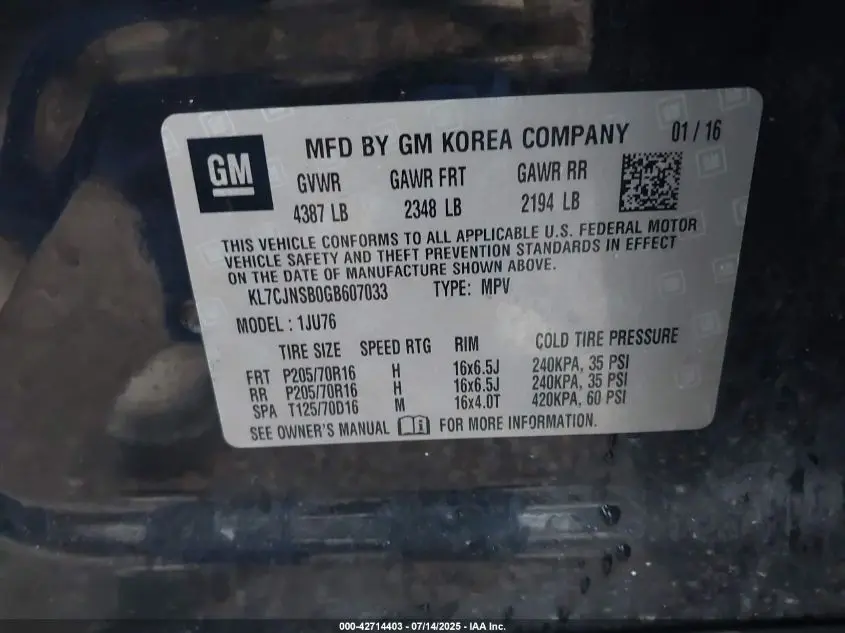 GM
MFD BY GM KOREA COMPANY 01 / 16
GVWR GAWR FRT GAWR RR
4387 LB 2348 LB 2194 LB
THIS VEHICLE CONFORMS TO ALL APPLICABLE U.S. FEDERAL MOTOR
VEHICLE SAFETY AND THEFT PREVENTION STANDARDS IN EFFECT
ON THE DATE OF MANUFACTURE SHOWN ABOVE.
KL7CJNSB0GB607033 TYPE: MPV
MODEL : 1JU76
TIRE SIZE SPEED RTG RIM COLD TIRE PRESSURE
FRT P205/70R16 H 16x6.5J 240KPA, 35 PSI
RR P205/70R16 H 16x6.5J 240KPA, 35 PSI
SPA T125/70D16 M 16x4.0T 420KPA, 60 PSI
SEE OWNER'S MANUAL FOR MORE INFORMATION.
000-42714403 - 07/14/2025 - IAA Inc.